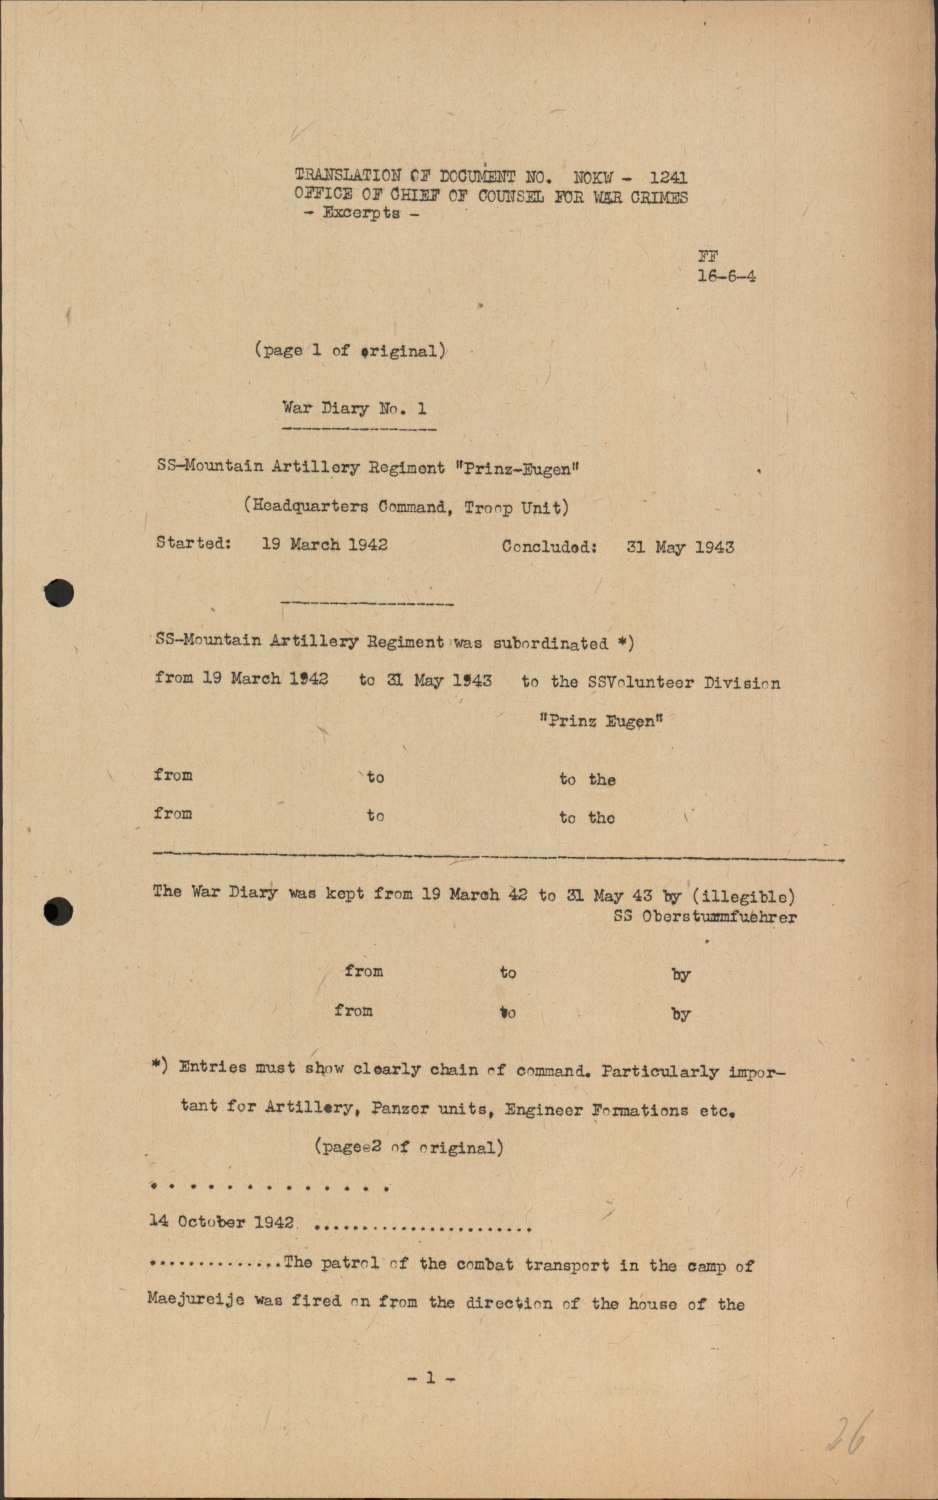 TRANSLATION OF DOCUMENT NO. NOKW - 1241
OFFICE OF CHIEF OF COUNSEL FOR WAR CRIMES
- Excerpts -
FF
16-6-4
(page 1 of original)
War Diary No. 1
SS-Mountain Artillery Regiment "Prinz-Eugen"
(Headquarters Command, Troop Unit)
Started: 19 March 1942 Concluded: 31 May 1943
SS-Mountain Artillery Regiment was subordinated *)
from 19 March 1942 to 31 May 1943 to the SSVolunteer Division
"Prinz Eugen"
from to to the
from to to the
The War Diary was kept from 19 March 42 to 31 May 43 by (illegible)
SS Obersturmfuehrer
from to by
from to by
*) Entries must show clearly chain of command. Particularly impor-
tant for Artillery, Panzer units, Engineer Formations etc.
(pagee2 of original)
. . . . . . . . . . . . .
14 October 1942 .......................
..............The patrol of the combat transport in the camp of
Maejureije was fired on from the direction of the house of the
- 1 -
26